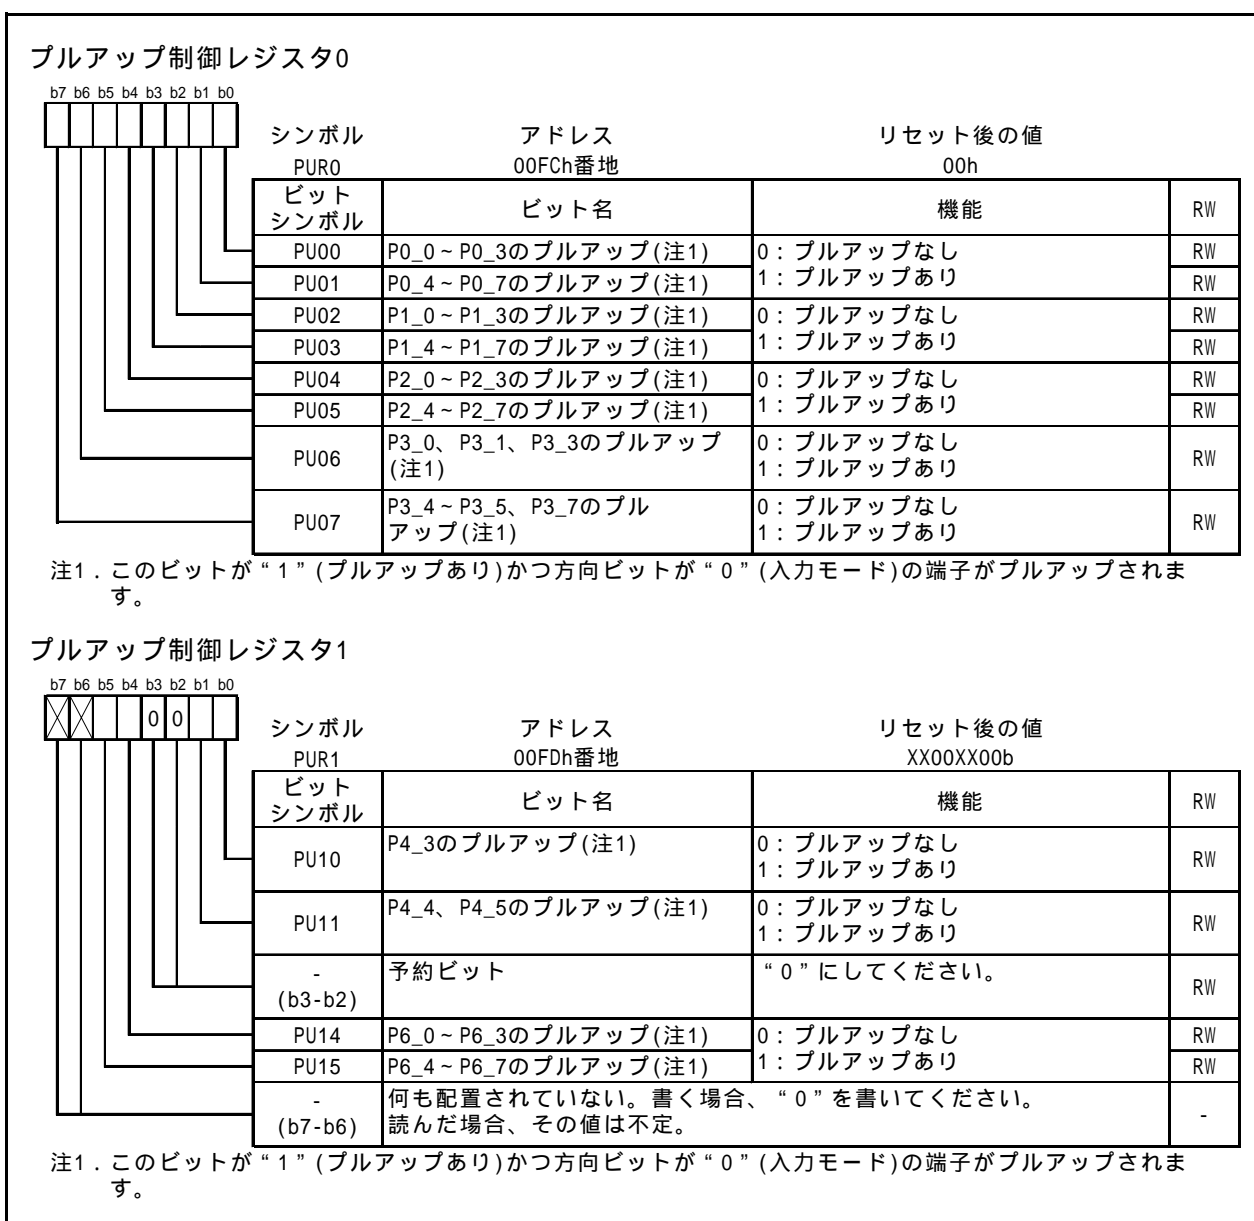 プルアップ制御レジスタ0
b7 b6 b5 b4 b3 b2 b1 b0
シンボル アドレス リセット後の値
PUR0 00FCh番地 00h
ビット
シンボル ビット名 機能 RW
PU00 P0_0~P0_3のプルアップ(注1) 0:プルアップなし RW
PU01 P0_4~P0_7のプルアップ(注1) 1:プルアップあり RW
PU02 P1_0~P1_3のプルアップ(注1) 0:プルアップなし RW
PU03 P1_4~P1_7のプルアップ(注1) 1:プルアップあり RW
PU04 P2_0~P2_3のプルアップ(注1) 0:プルアップなし RW
PU05 P2_4~P2_7のプルアップ(注1) 1:プルアップあり RW
PU06 P3_0、P3_1、P3_3のプルアップ 0:プルアップなし RW
(注1) 1:プルアップあり
PU07 P3_4~P3_5、P3_7のプル 0:プルアップなし RW
アップ(注1) 1:プルアップあり
注1.このビットが“1”(プルアップあり)かつ方向ビットが“0”(入力モード)の端子がプルアップされま
す。
プルアップ制御レジスタ1
b7 b6 b5 b4 b3 b2 b1 b0
0 0
シンボル アドレス リセット後の値
PUR1 00FDh番地 XX00XX00b
ビット
シンボル ビット名 機能 RW
PU10 P4_3のプルアップ(注1) 0:プルアップなし RW
1:プルアップあり
PU11 P4_4、P4_5のプルアップ(注1) 0:プルアップなし RW
1:プルアップあり
- 予約ビット “0”にしてください。 RW
(b3-b2)
PU14 P6_0~P6_3のプルアップ(注1) 0:プルアップなし RW
PU15 P6_4~P6_7のプルアップ(注1) 1:プルアップあり RW
- 何も配置されていない。書く場合、“0”を書いてください。 -
(b7-b6) 読んだ場合、その値は不定。
注1.このビットが“1”(プルアップあり)かつ方向ビットが“0”(入力モード)の端子がプルアップされま
す。